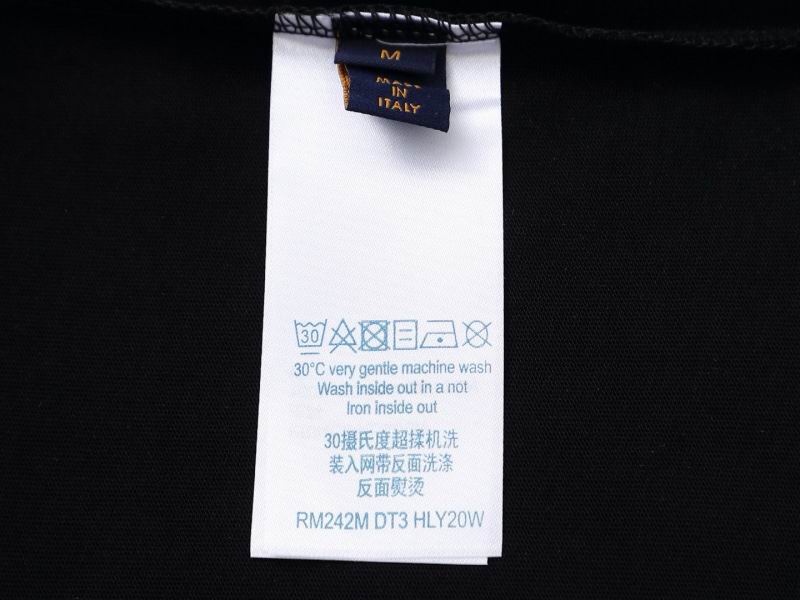 M
MADE
IN
ITALY
30
30°C very gentle machine wash
Wash inside out in a not
Iron inside out
30摄氏度超揉机洗
装入网带反面洗涤
反面熨烫
RM242M DT3 HLY20W